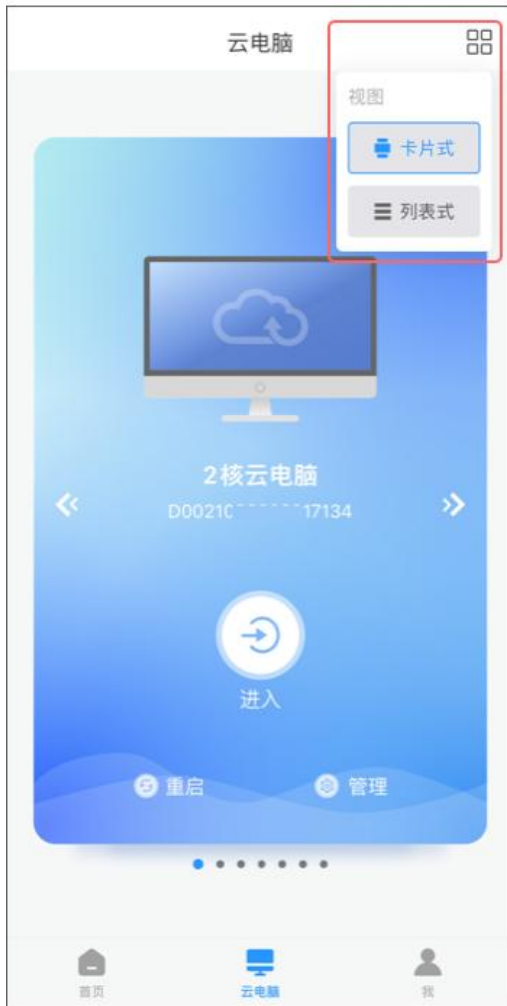 云电脑
视图
卡片式
列表式
2核云电脑
D0021C------17134
进入
重启 管理
首页 云电脑 我